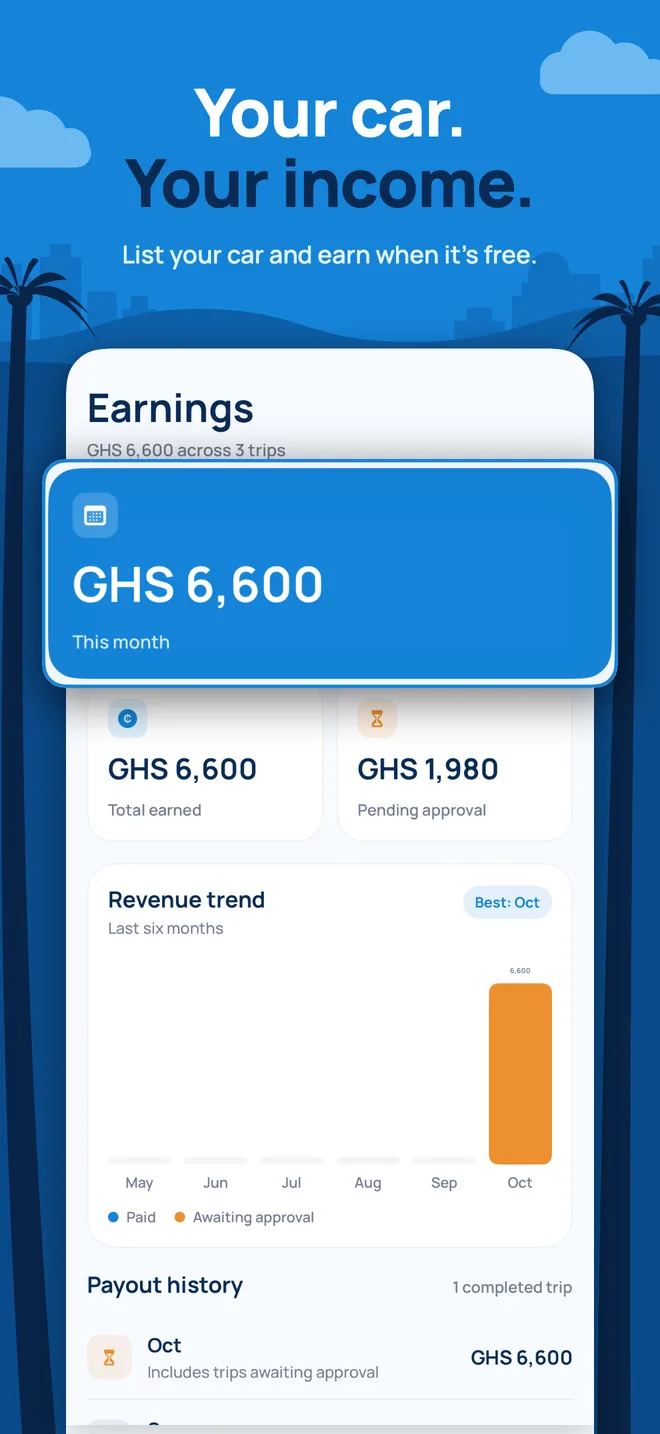 Your car.
Your income.
List your car and earn when it's free.
Earnings
GHS 6,600 across 3 trips
GHS 6,600
This month
₵
GHS 6,600
Total earned
GHS 1,980
Pending approval
Revenue trend
Best: Oct
Last six months
6,600
May Jun Jul Aug Sep Oct
Paid Awaiting approval
Payout history
1 completed trip
Oct
Includes trips awaiting approval
GHS 6,600